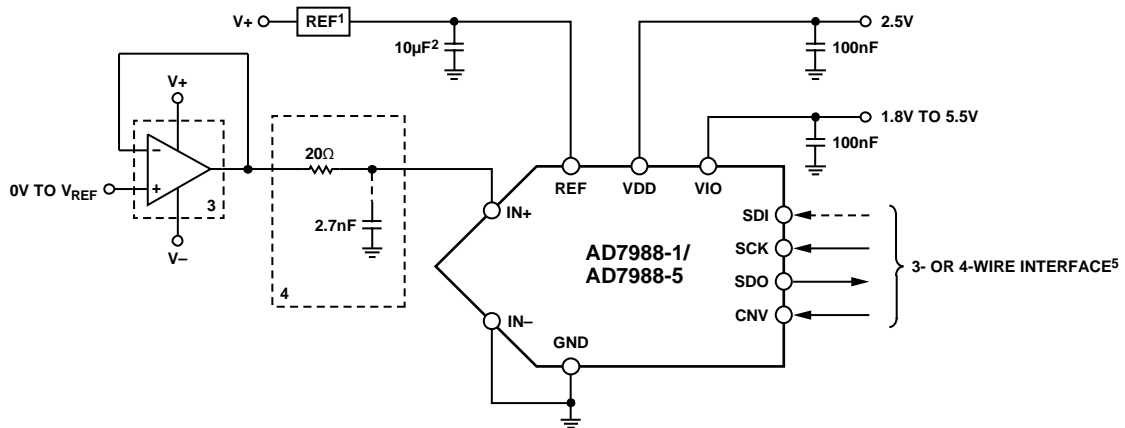 V+ REF1 2.5V
10µF2 100nF
V+ 1.8V TO 5.5V
100nF
20Ω
REF VDD VIO
−
0V TO VREF + 3 IN+ SDI
2.7nF SCK
AD7988-1/
AD7988-5
3- OR 4-WIRE INTERFACE5
V− SDO
4 IN− CNV
GND